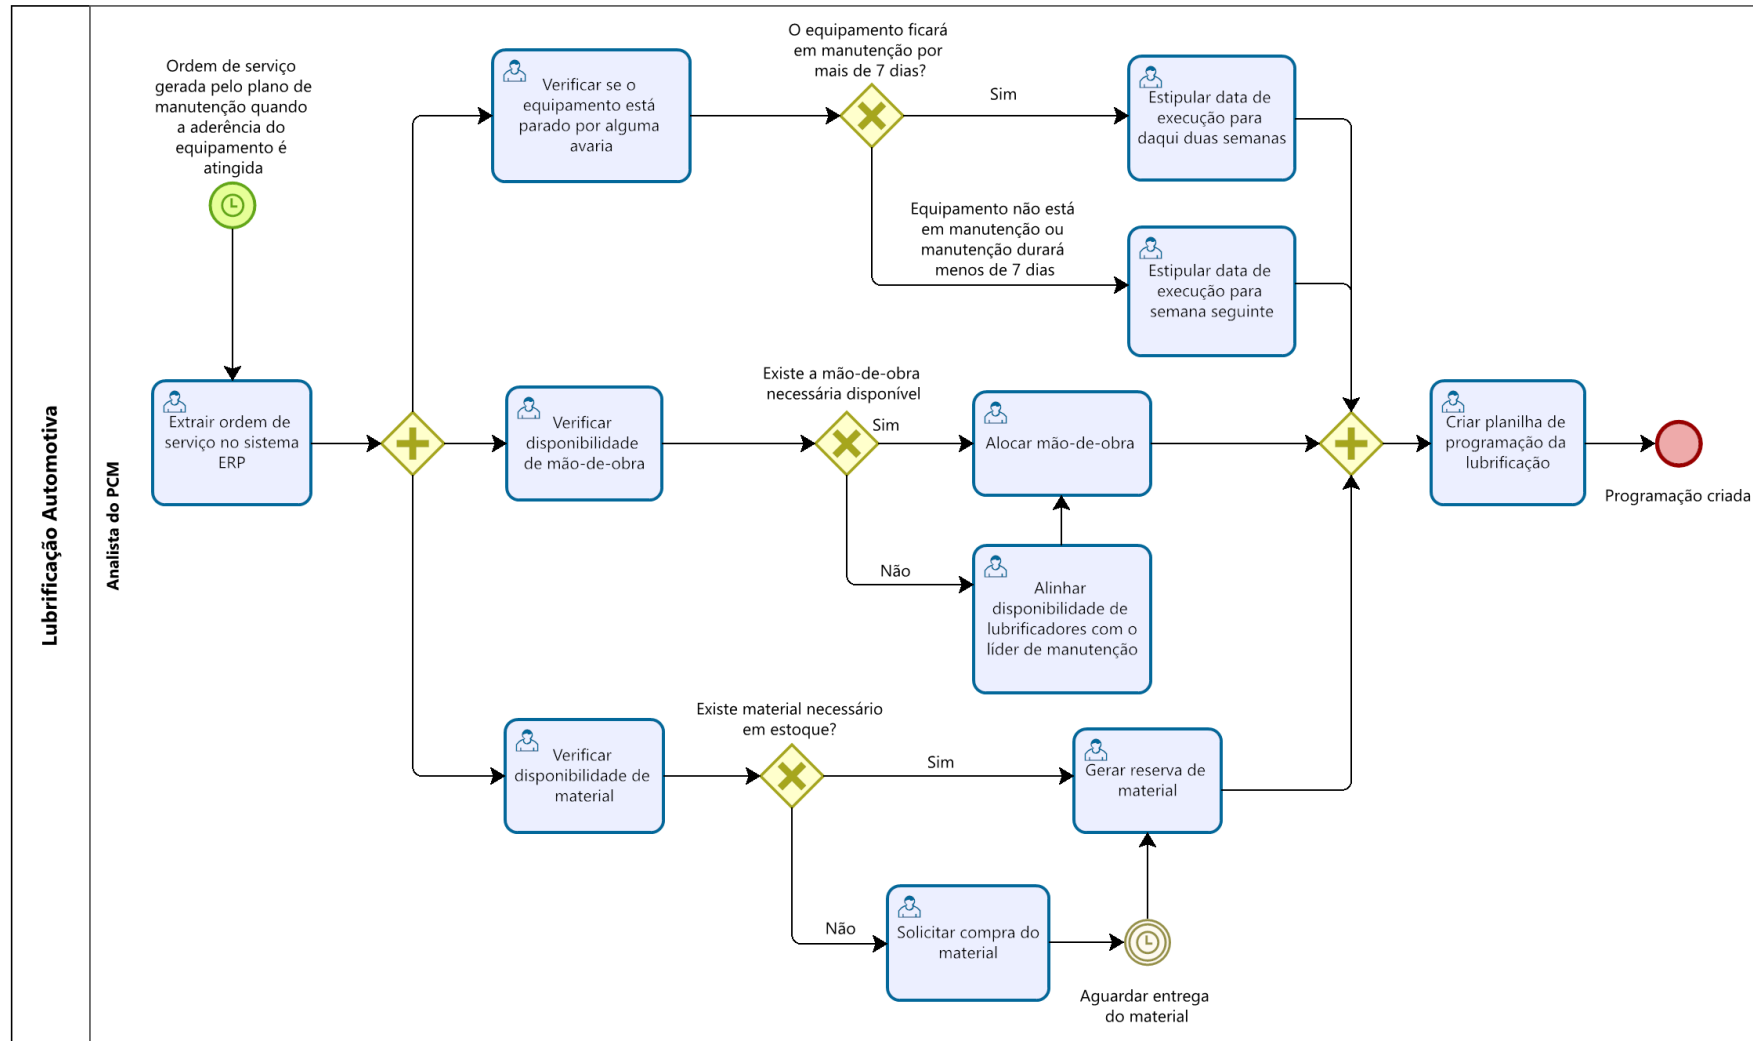 Lubrificação Automotiva
Analista do PCM
Ordem de serviço
gerada pelo plano de
manutenção quando
a aderência do
equipamento é
atingida
Extrair ordem de
serviço no sistema
ERP
Verificar se o
equipamento está
parado por alguma
avaria
O equipamento ficará
em manutenção por
mais de 7 dias?
Sim
Estipular data de
execução para
daqui duas semanas
Equipamento não está
em manutenção ou
manutenção durará
menos de 7 dias
Estipular data de
execução para
semana seguinte
Verificar
disponibilidade
de mão-de-obra
Existe a mão-de-obra
necessária disponível
Sim
Alocar mão-de-obra
Não
Alinhar
disponibilidade de
lubrificadores com o
líder de manutenção
Verificar
disponibilidade de
material
Existe material necessário
em estoque?
Sim
Gerar reserva de
material
Não
Solicitar compra do
material
Aguardar entrega
do material
Criar planilha de
programação da
lubrificação
Programação criada